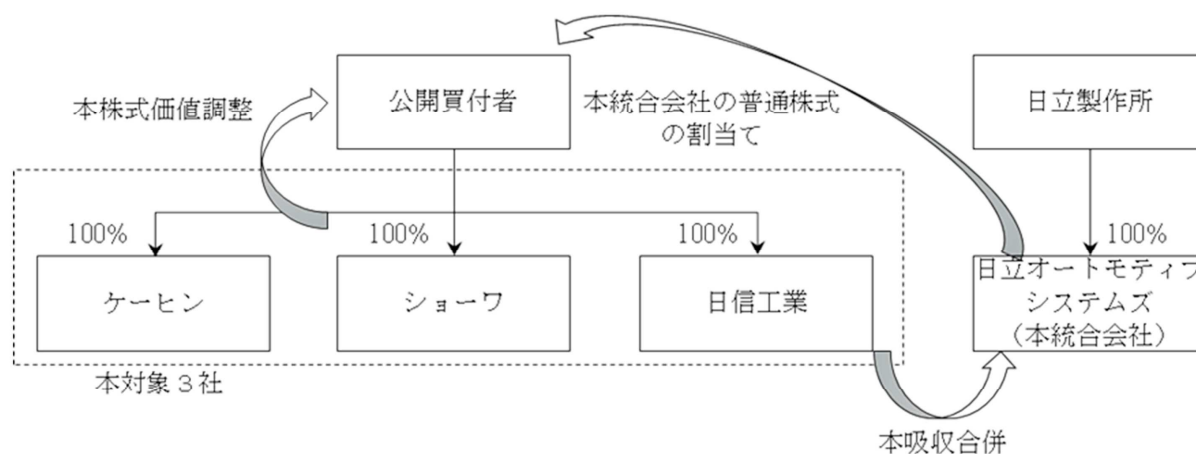 公開買付者
日立製作所
本株式価値調整
本統合会社の普通株式
の割当て
100%
100%
100%
100%
ケーヒン
ショーワ
日信工業
日立オートモティブ
システムズ
（本統合会社）
本対象３社
本吸収合併